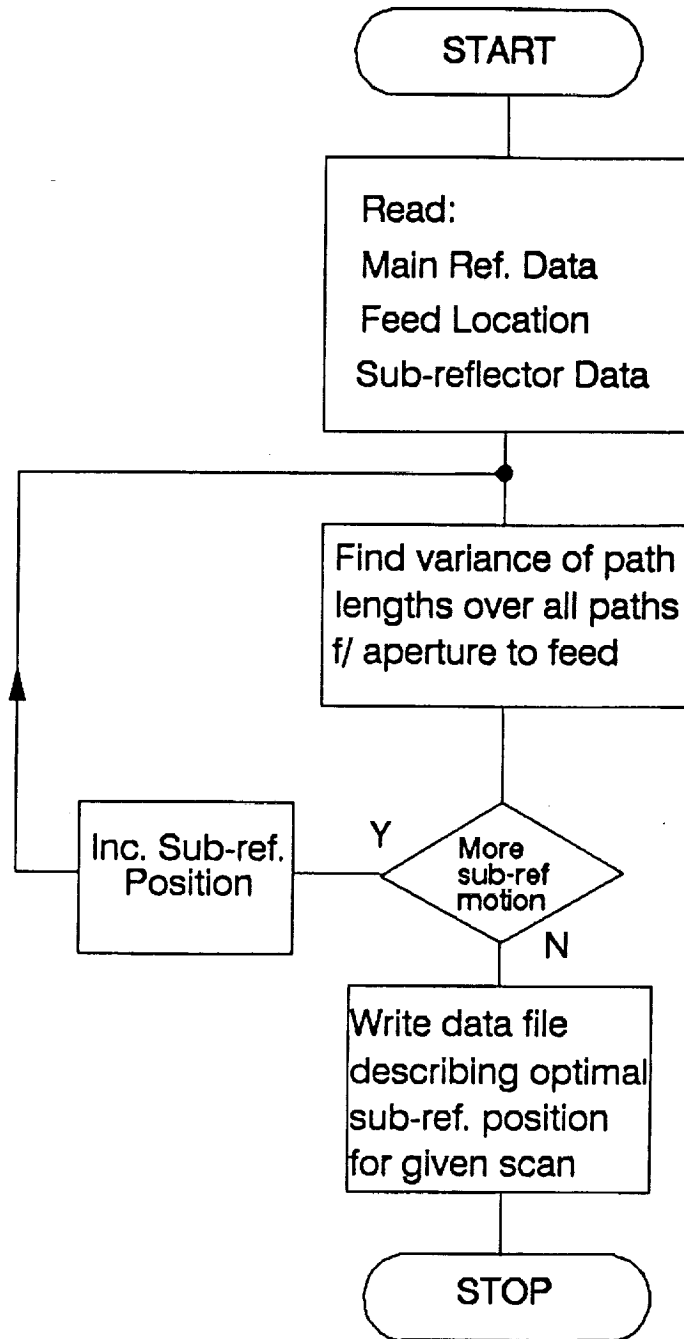 START
Read:
Main Ref. Data
Feed Location
Sub-reflector Data
Find variance of path
lengths over all paths
f/ aperture to feed
More
sub-ref
motion
Y
Inc. Sub-ref.
Position
N
Write data file
describing optimal
sub-ref. position
for given scan
STOP